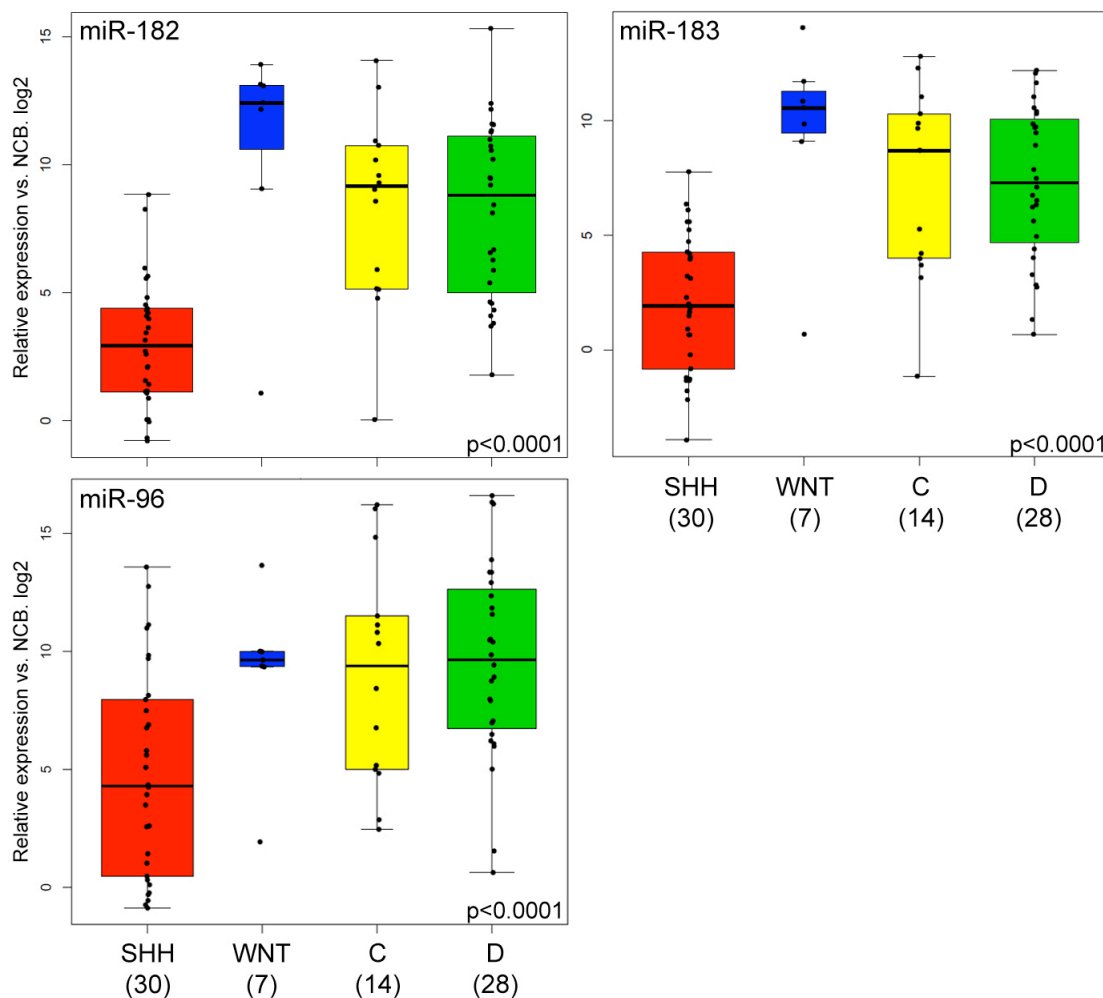 miR-182
Relative expression vs. NCB. log2
15
10
5
0
p<0.0001
miR-183
10
5
0
p<0.0001
SHH WNT C D
(30) (7) (14) (28)
miR-96
Relative expression vs. NCB. log2
15
10
5
0
p<0.0001
SHH WNT C D
(30) (7) (14) (28)